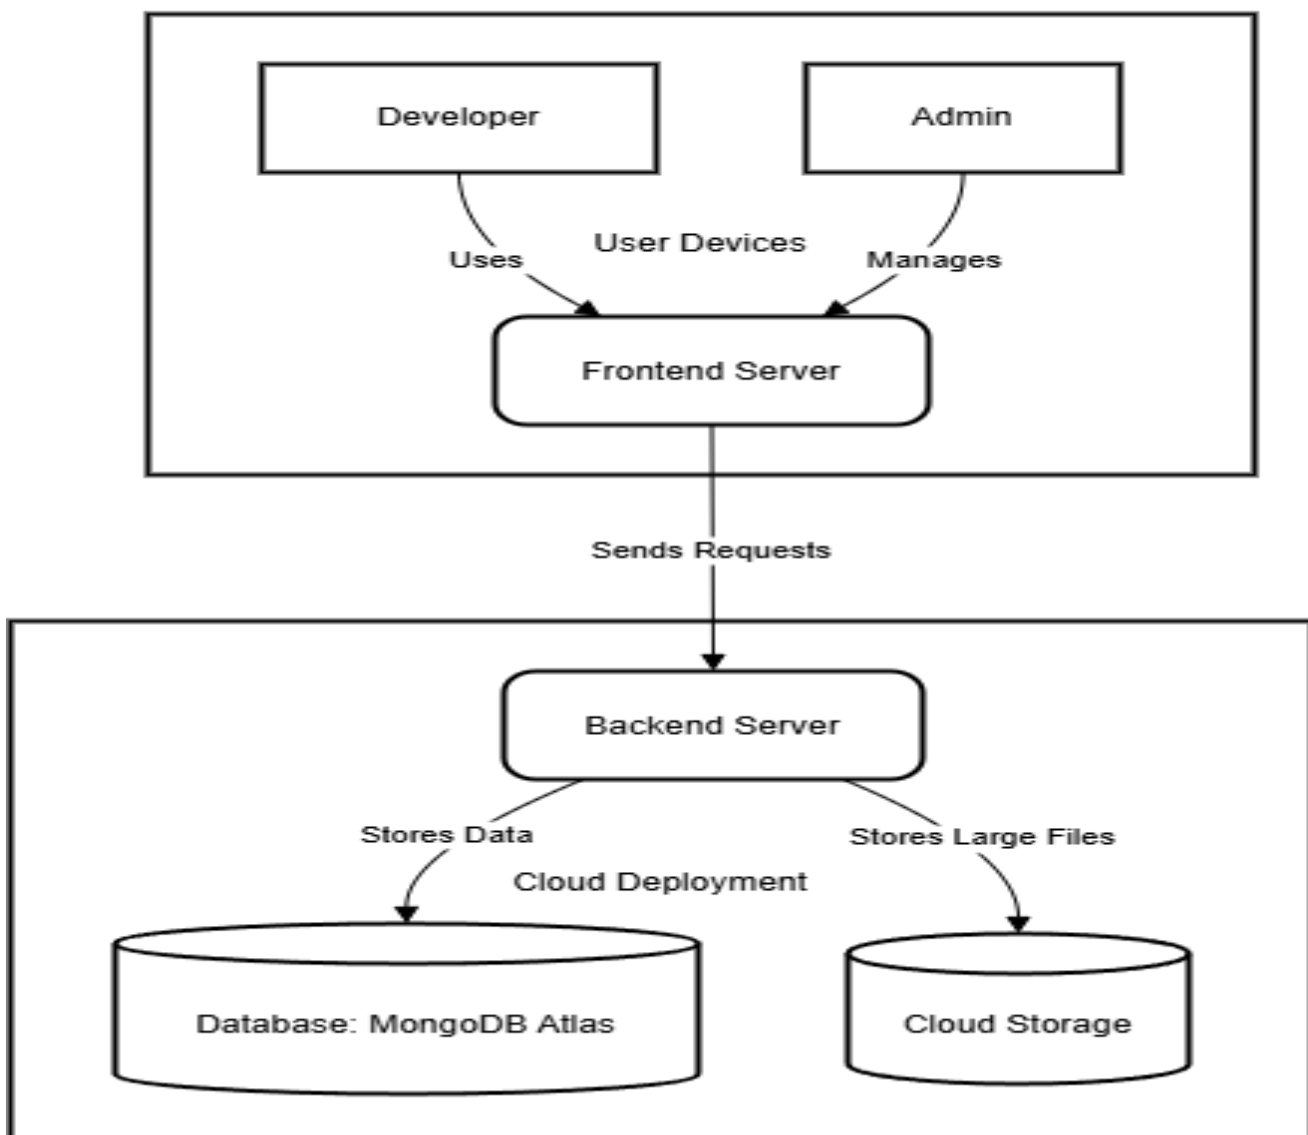 Developer
Admin
User Devices
Uses
Manages
Frontend Server
Sends Requests
Backend Server
Stores Data
Stores Large Files
Cloud Deployment
Database: MongoDB Atlas
Cloud Storage